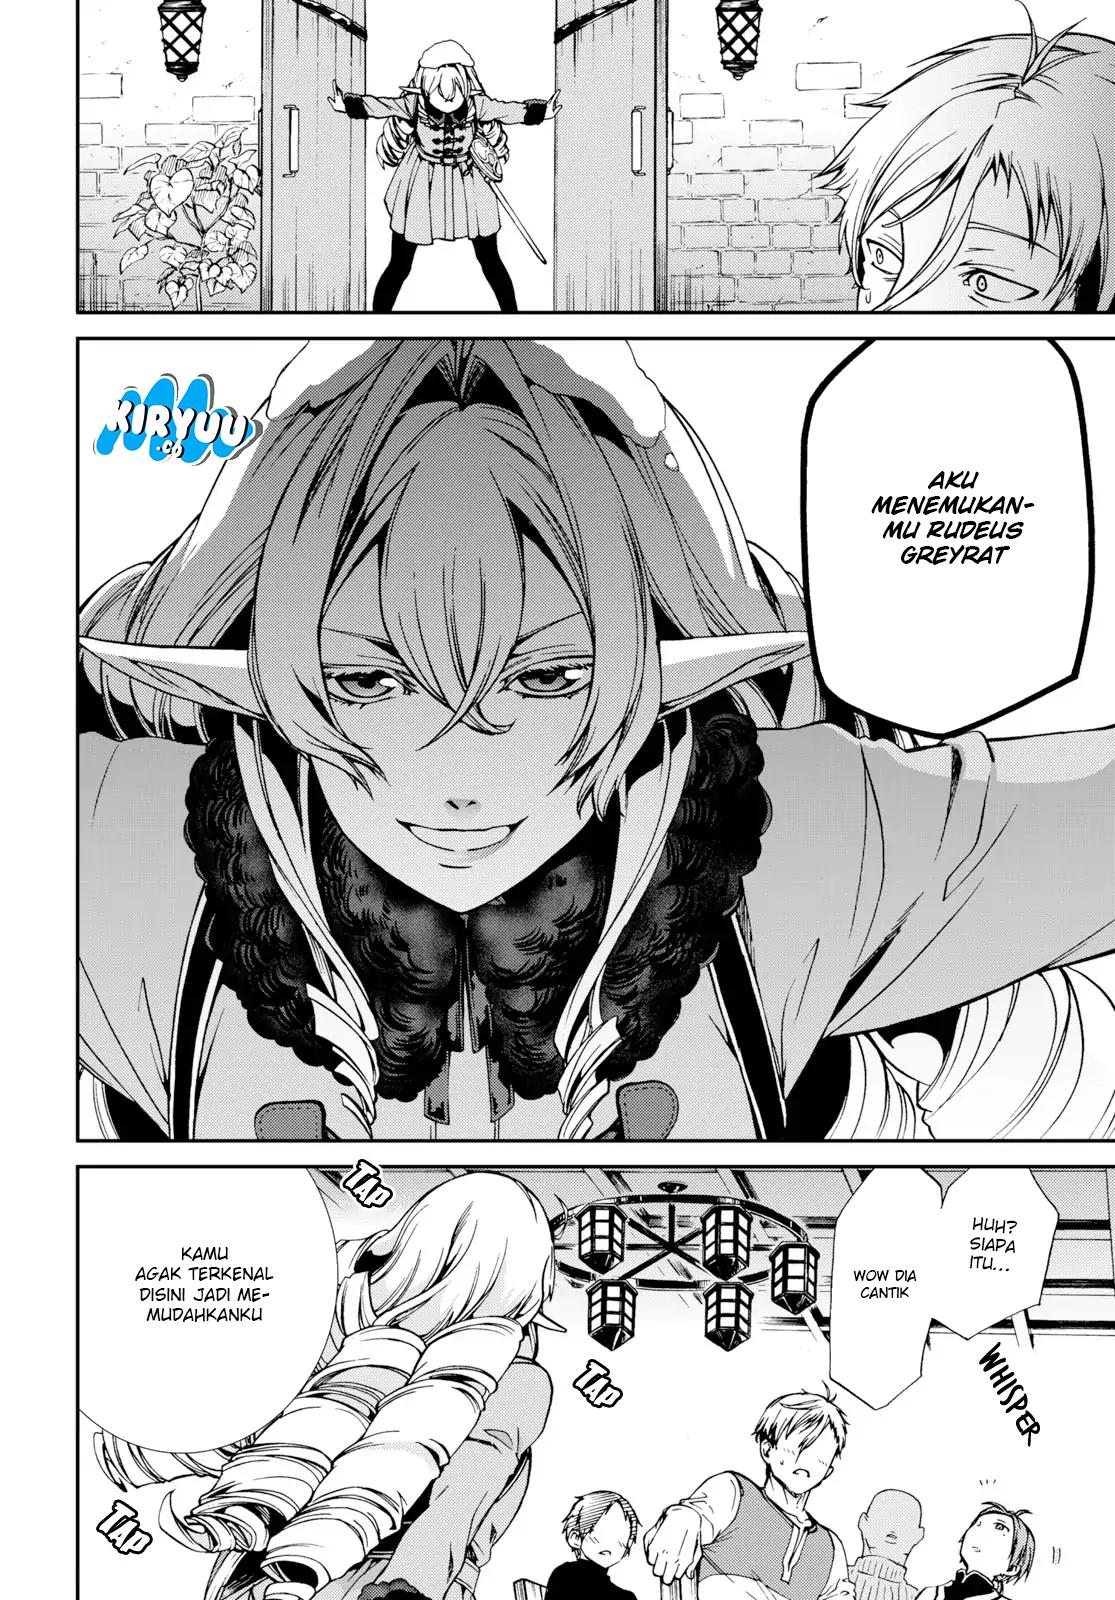 KIRYUU
.CO
AKU
MENEMUKAN-
MU RUDEUS
GREYRAT
HUH?
SIAPA
ITU...
WOW DIA
CANTIK
WHISPER
TAP
KAMU
AGAK TERKENAL
DISINI JADI ME-
MUDAHKANKU
TAP
TAP